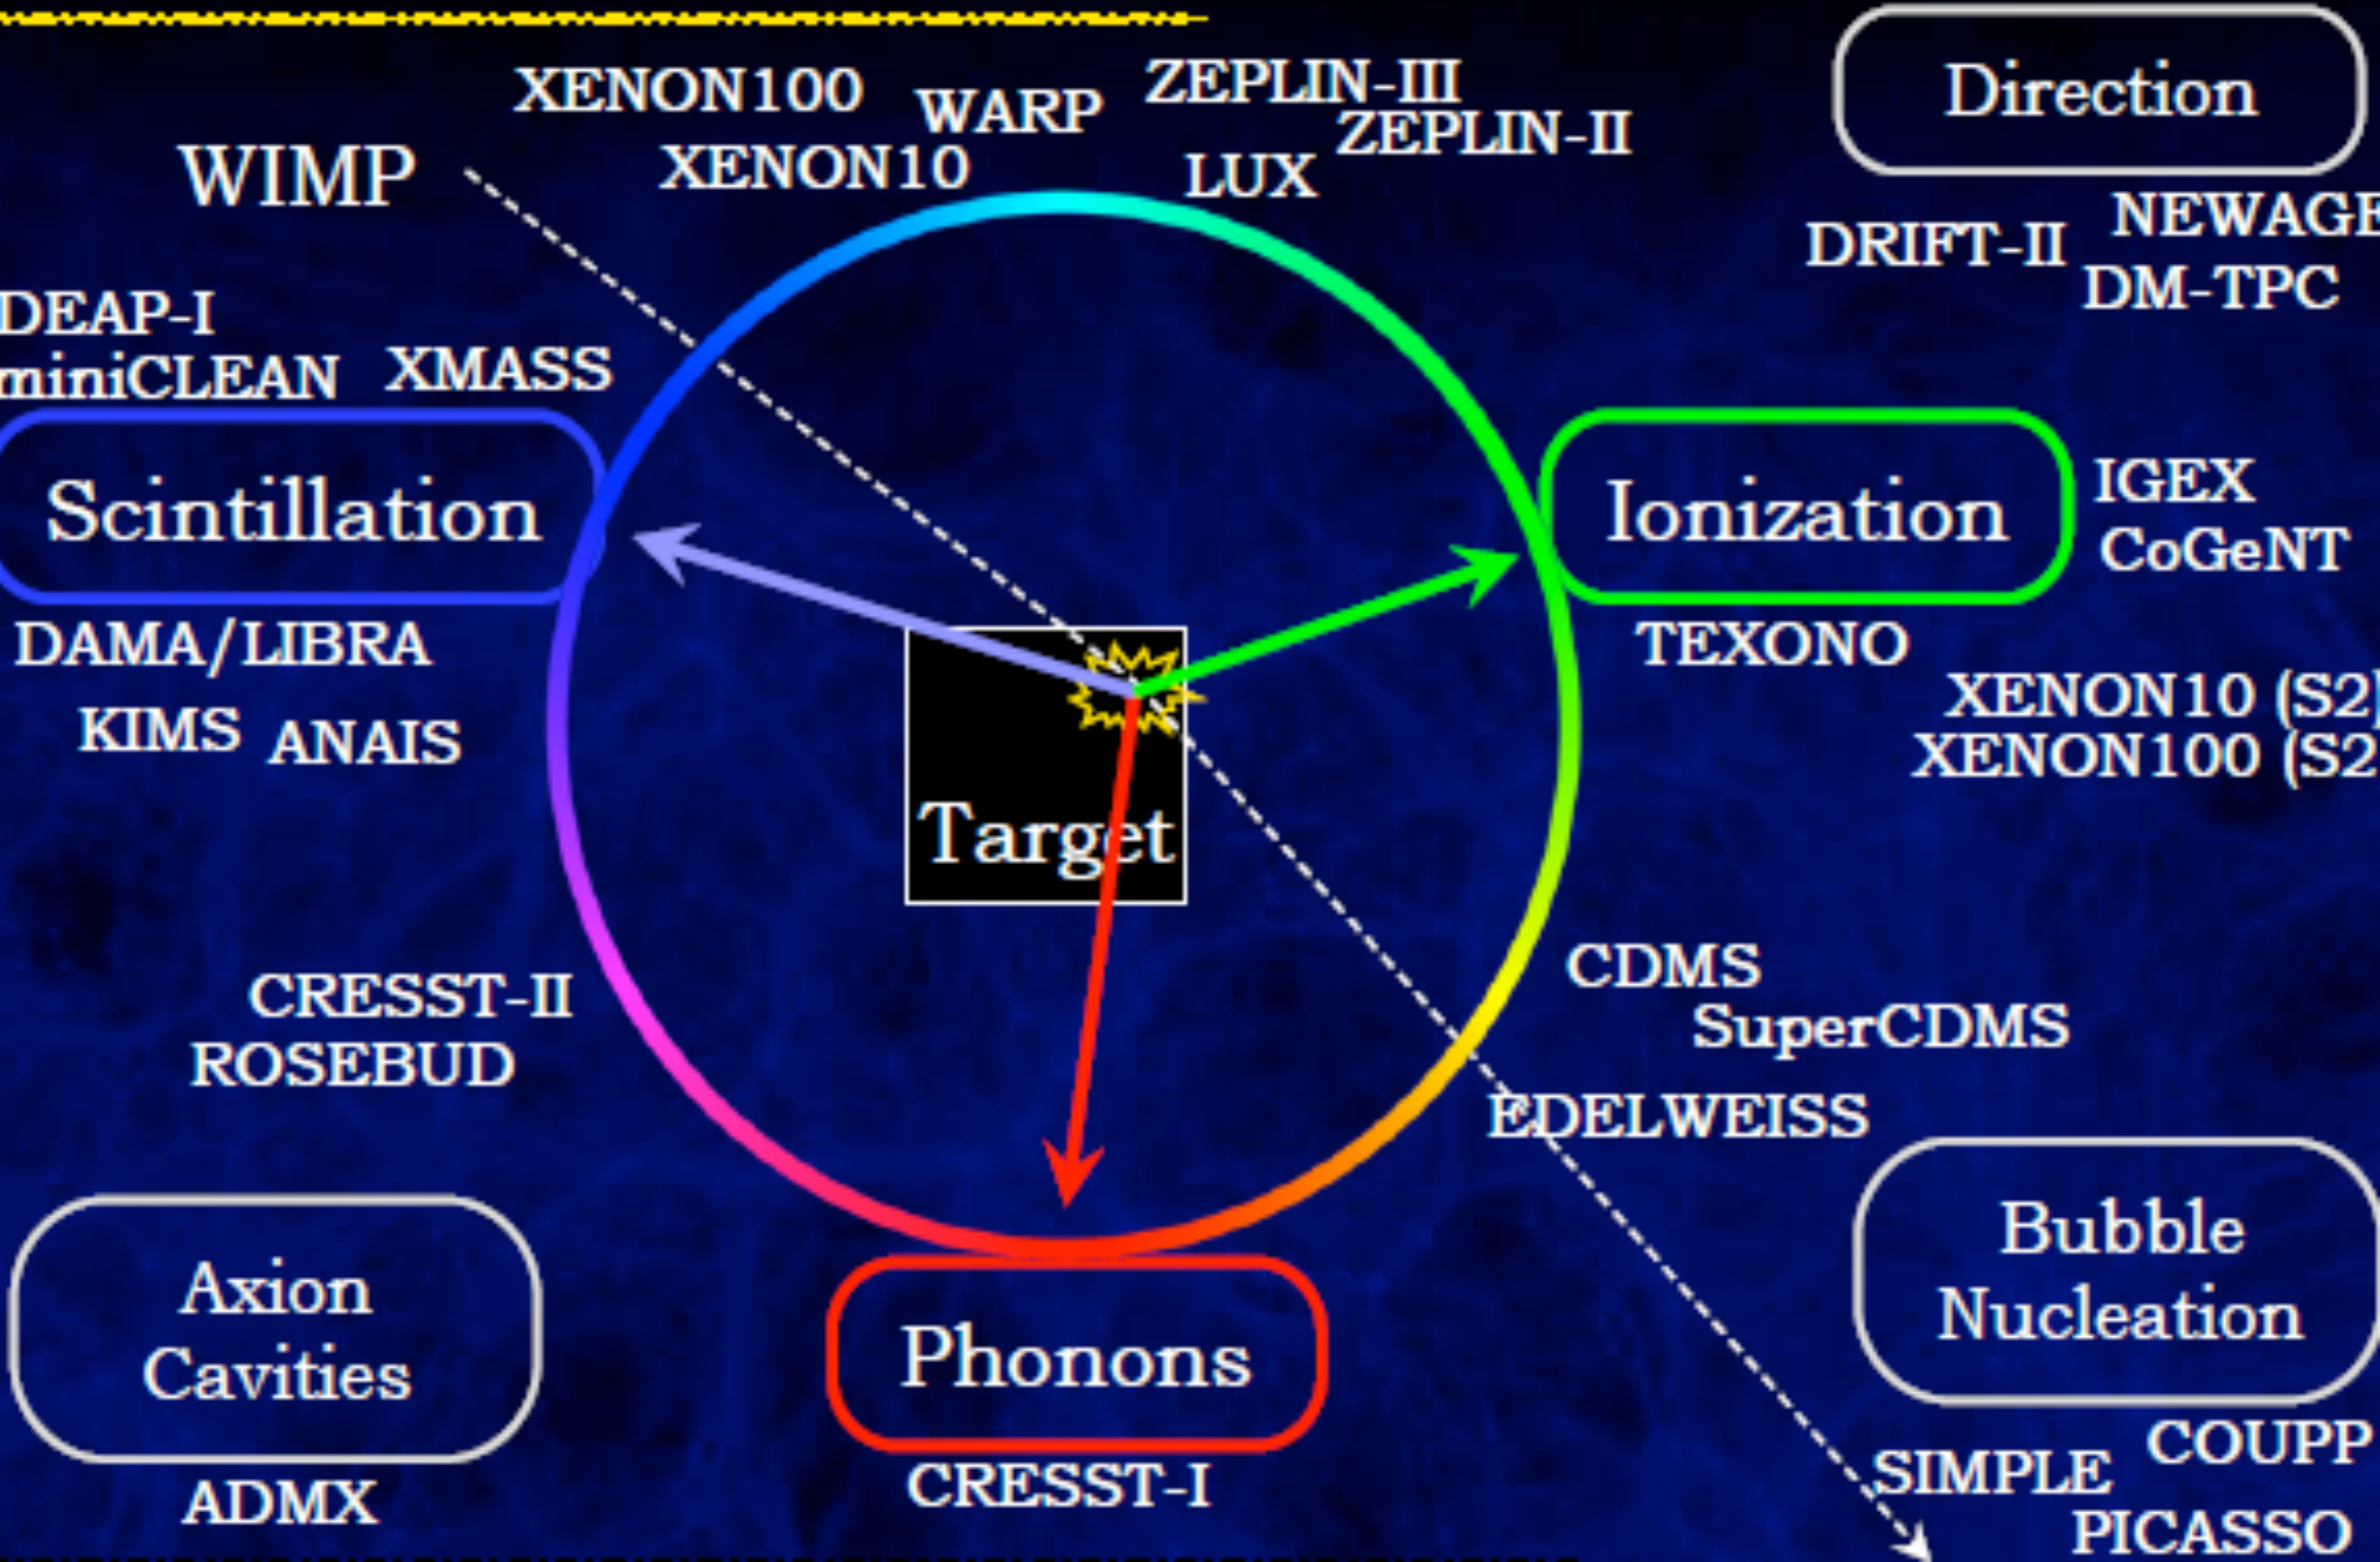 XENON100
WARP
ZEPLIN-III
ZEPLIN-II
XENON10
LUX
WIMP
Direction
NEWAGE
DRIFT-II
DM-TPC
DEAP-I
miniCLEAN
XMASS
Scintillation
DAMA/LIBRA
KIMS
ANAIS
Ionization
IGEX
CoGeNT
TEXONO
XENON10 (S2
XENON100 (S2
Target
CRESST-II
ROSEBUD
CDMS
SuperCDMS
EDELWEISS
Axion
Cavities
ADMX
Phonons
CRESST-I
Bubble
Nucleation
COUPP
SIMPLE
PICASSO